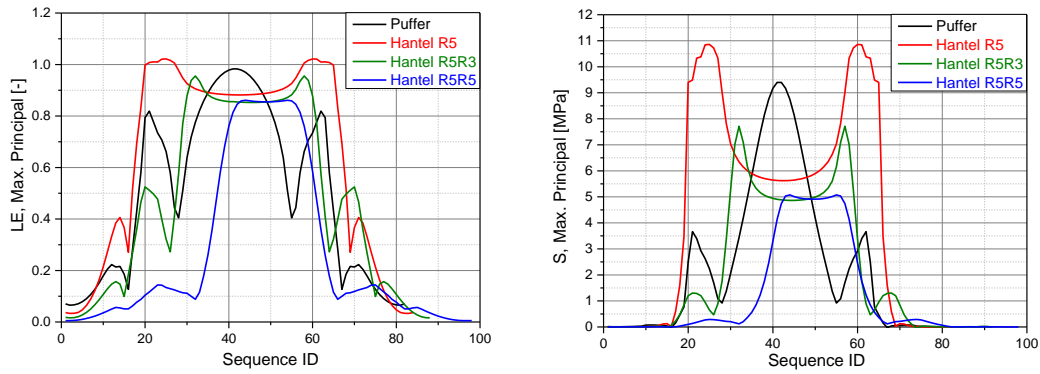 1.2
1.0
0.8
0.6
0.4
0.2
0.0
LE, Max. Principal [-]
0 20 40 60 80 100
Sequence ID
Puffer
Hantel R5
Hantel R5R3
Hantel R5R5
12
11
10
9
8
7
6
5
4
3
2
1
0
S, Max. Principal [MPa]
0 20 40 60 80 100
Sequence ID
Puffer
Hantel R5
Hantel R5R3
Hantel R5R5